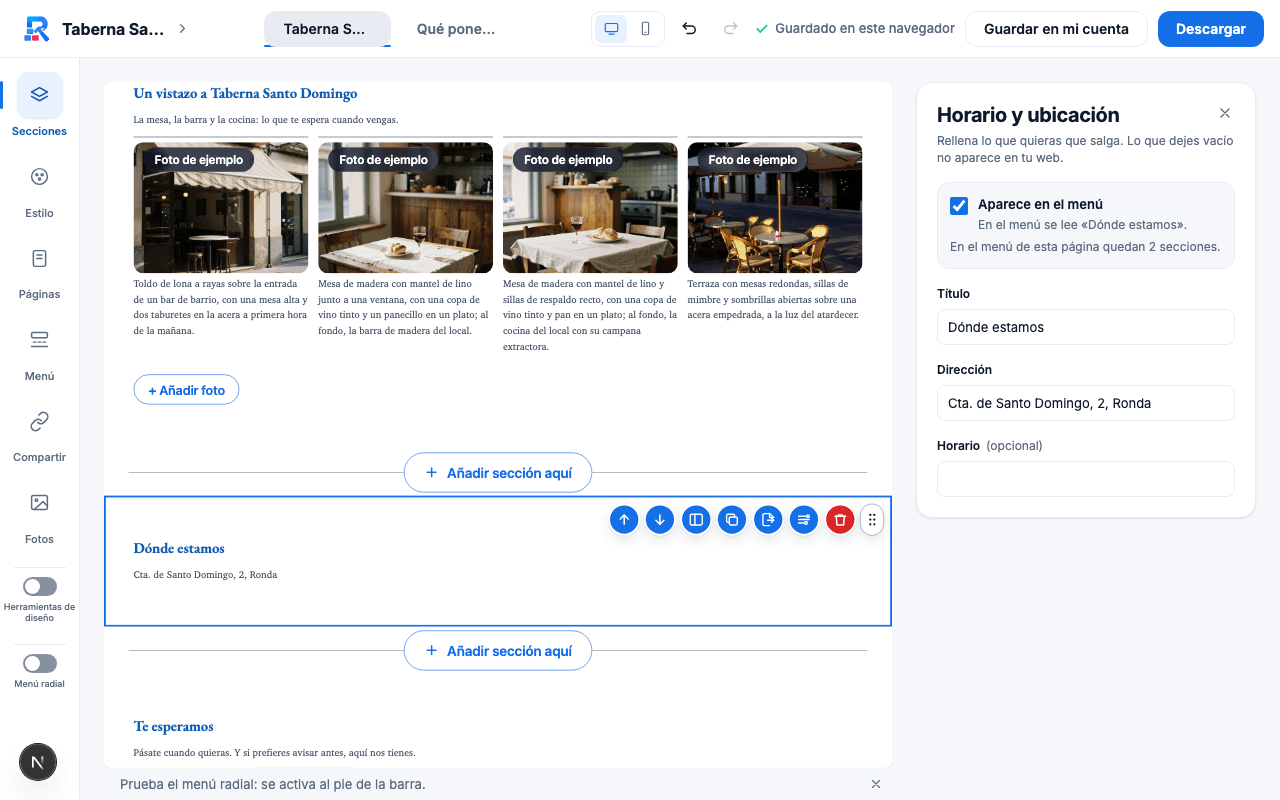 Taberna Sa...
Taberna S...
Qué pone...
Guardado en este navegador
Guardar en mi cuenta
Descargar
Secciones
Estilo
Páginas
Menú
Compartir
Fotos
Herramientas de
diseño
Menú radial
N
Un vistazo a Taberna Santo Domingo
La mesa, la barra y la cocina: lo que te espera cuando vengas.
Foto de ejemplo
Foto de ejemplo
Foto de ejemplo
Foto de ejemplo
Toldo de lona a rayas sobre la entrada
de un bar de barrio, con una mesa alta y
dos taburetes en la acera a primera hora
de la mañana.
Mesa de madera con mantel de lino
junto a una ventana, con una copa de
vino tinto y un panecillo en un plato; al
fondo, la barra de madera del local.
Mesa de madera con mantel de lino y
sillas de respaldo recto, con una copa de
vino tinto y pan en un plato; al fondo, la
cocina del local con su campana
extractora.
Terraza con mesas redondas, sillas de
mimbre y sombrillas abiertas sobre una
acera empedrada, a la luz del atardecer.
+ Añadir foto
+ Añadir sección aquí
Dónde estamos
Cta. de Santo Domingo, 2, Ronda
+ Añadir sección aquí
Te esperamos
Pásate cuando quieras. Y si prefieres avisar antes, aquí nos tienes.
Prueba el menú radial: se activa al pie de la barra.
Horario y ubicación
Rellena lo que quieras que salga. Lo que dejes vacío
no aparece en tu web.
Aparece en el menú
En el menú se lee «Dónde estamos».
En el menú de esta página quedan 2 secciones.
Título
Dónde estamos
Dirección
Cta. de Santo Domingo, 2, Ronda
Horario (opcional)